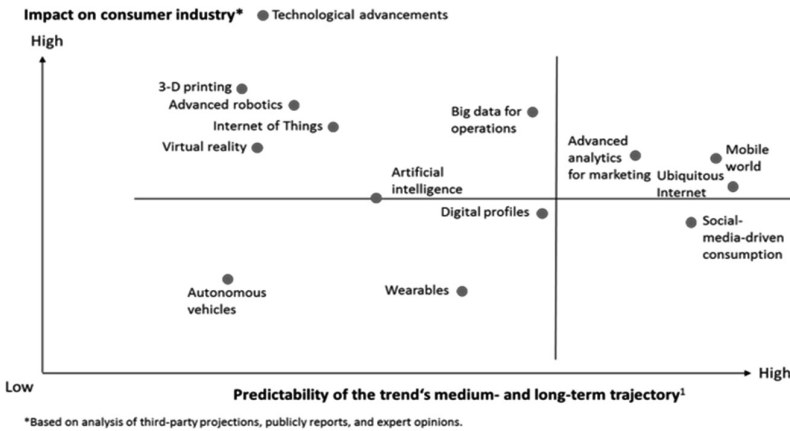 Impact on consumer industry* Technological advancements
High
3-D printing
Advanced robotics
Internet of Things
Virtual reality
Big data for
operations
Advanced
analytics
for marketing
Mobile
world
Ubiquitous
Internet
Artificial
intelligence
Digital profiles
Social-
media-driven
consumption
Autonomous
vehicles
Wearables
Low
High
Predictability of the trend's medium- and long-term trajectory¹
*Based on analysis of third-party projections, publicly reports, and expert opinions.